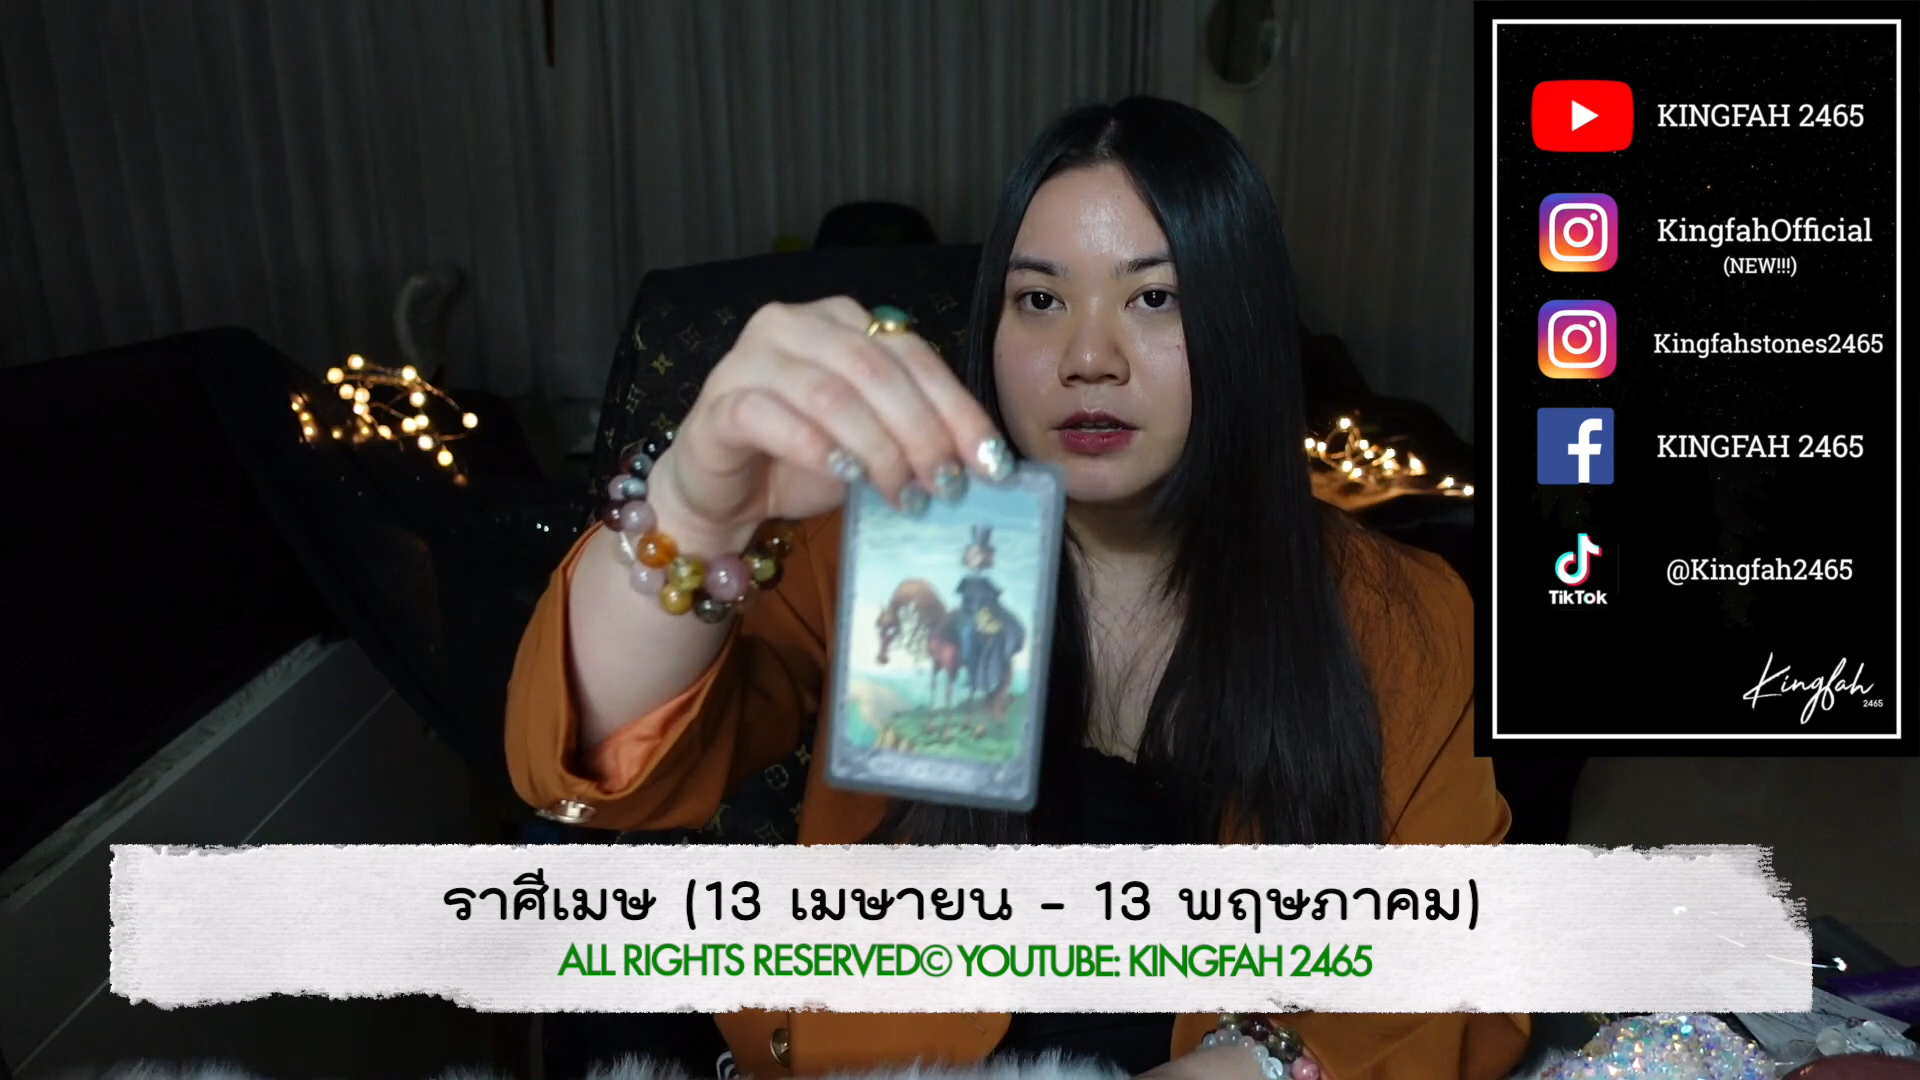 KINGFAH 2465
KingfahOfficial
(NEW!!!)
Kingfahstones2465
KINGFAH 2465
TikTok
@Kingfah2465
Kingfah
2465
ราศีเมษ (13 เมษายน - 13 พฤษภาคม)
ALL RIGHTS RESERVED© YOUTUBE: KINGFAH 2465